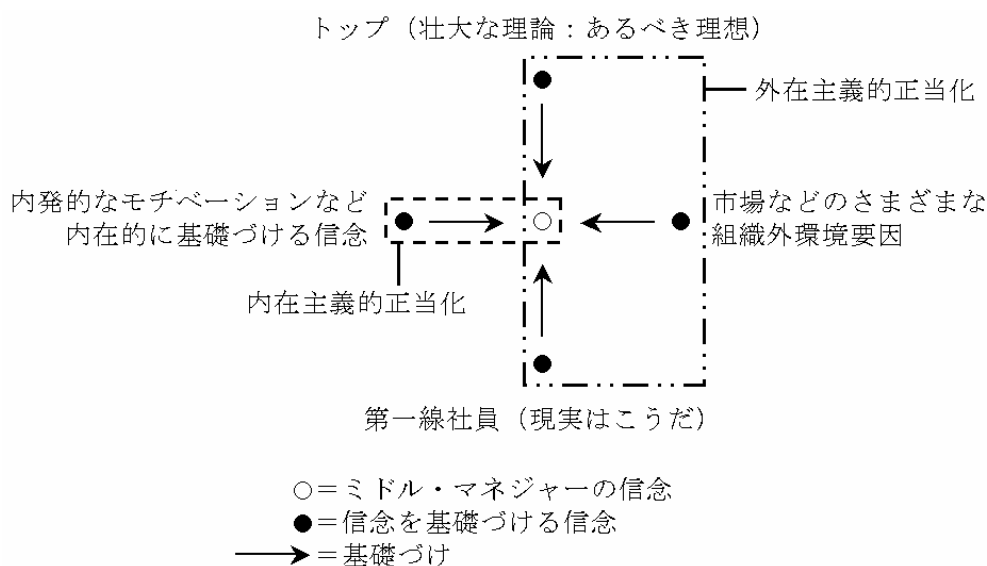 トップ（壮大な理論：あるべき理想）
外在主義的正当化
内発的なモチベーションなど
内在的に基礎づける信念
市場などのさまざまな
組織外環境要因
内在主義的正当化
第一線社員（現実はこうだ）
○＝ミドル・マネジャーの信念
●＝信念を基礎づける信念
→＝基礎づけ